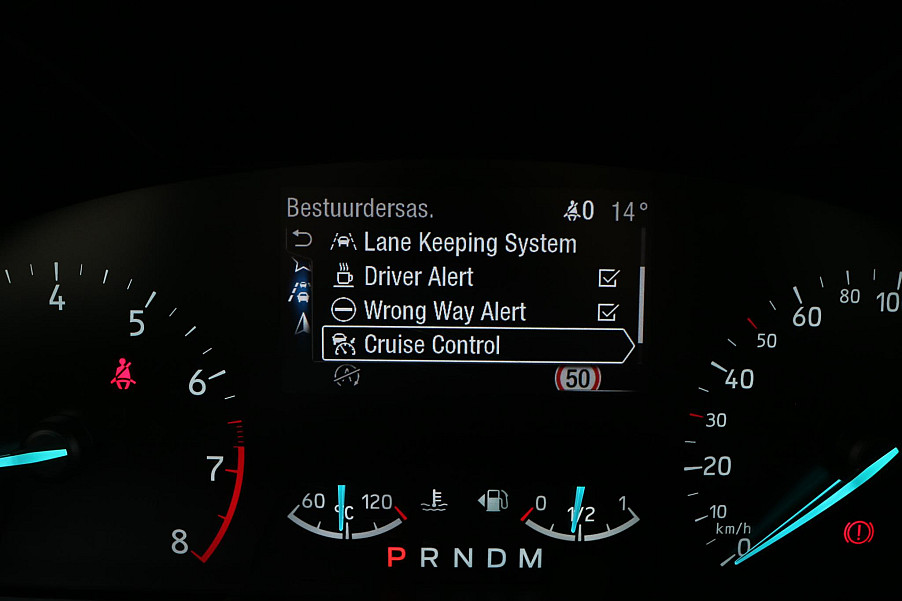 Bestuurdersas. 0 14°
Lane Keeping System
Driver Alert
Wrong Way Alert
Cruise Control
A 50
4
5
6
7
8
60 °C 120
0 1/2 1
P R N D M
0
10
20
30
40
50
60
80
10
km/h